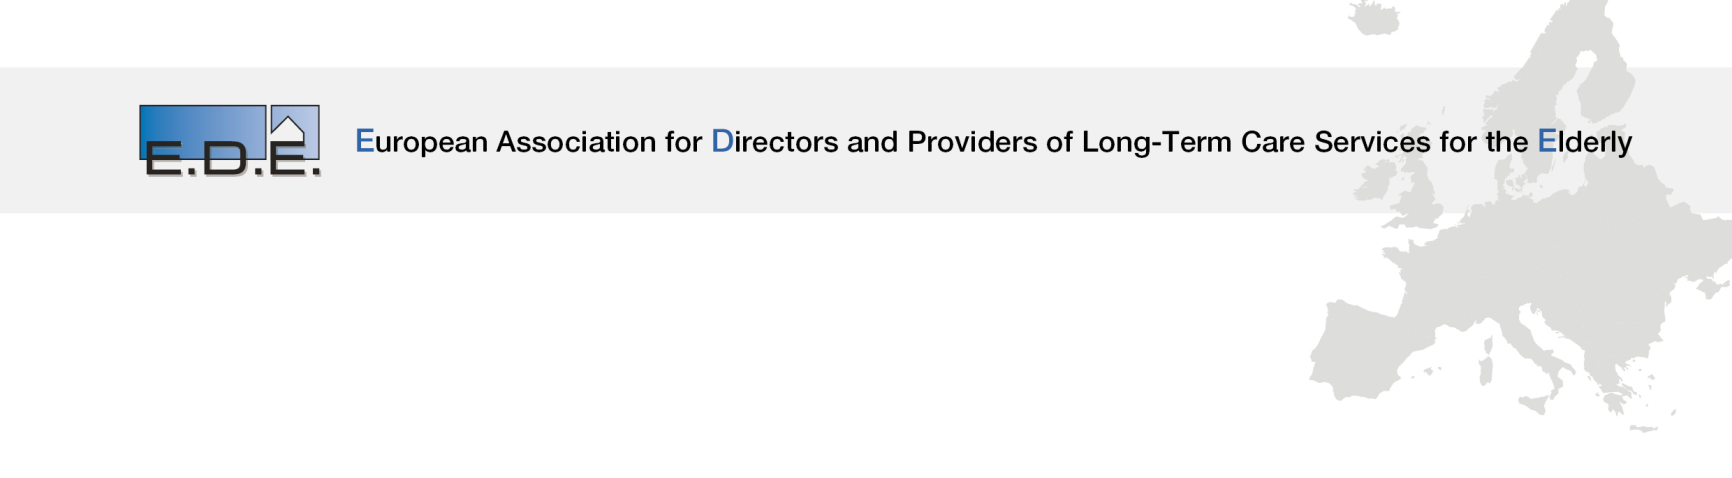 E.D.E.
European Association for Directors and Providers of Long-Term Care Services for the Elderly